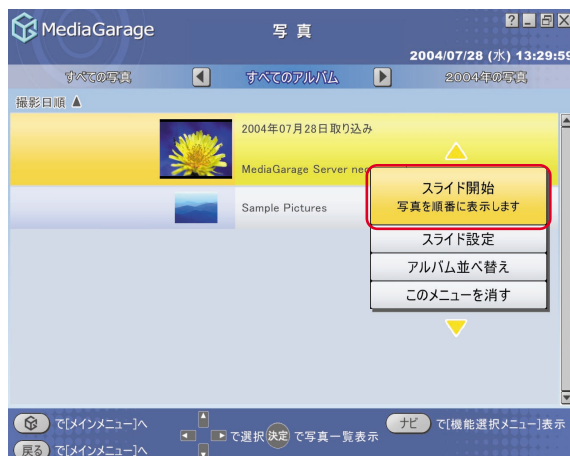 MediaGarage
写真
2004/07/28 (水) 13:29:59
すべての写真
すべてのアルバム
2004年の写真
撮影日順 ▲
2004年07月28日取り込み
MediaGarage Server
Sample Pictures
スライド開始
写真を順番に表示します
スライド設定
アルバム並べ替え
このメニューを消す
で[メインメニュー]へ
戻る で[メインメニュー]へ
で選択 決定 で写真一覧表示
ナビ で[機能選択メニュー]表示